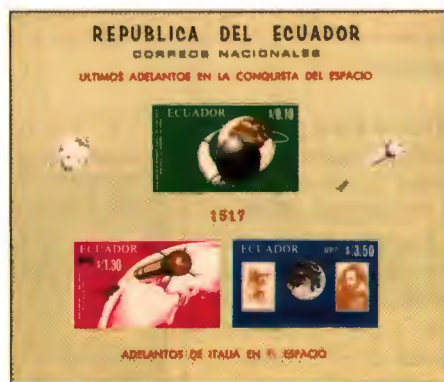 REPUBLICA DEL ECUADOR
CORREOS NACIONALES
ULTIMOS ADELANTOS EN LA CONQUISTA DEL ESPACIO
ECUADOR
1517
ECUADOR
$1.30
ECUADOR $3.50
ADELANTOS DE ITALIA EN EL ESPACIO